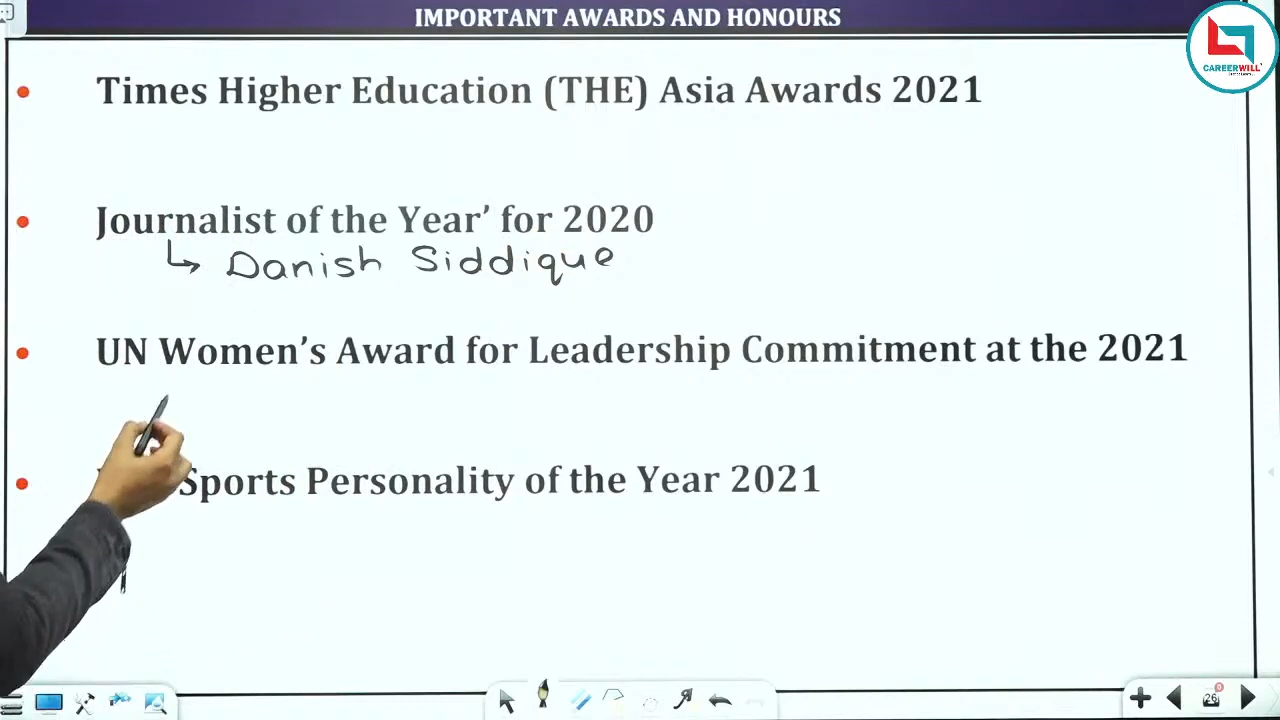 IMPORTANT AWARDS AND HONOURS
CAREERWILL
Times Higher Education (THE) Asia Awards 2021
Journalist of the Year’ for 2020
Danish Siddique
UN Women’s Award for Leadership Commitment at the 2021
Sports Personality of the Year 2021
26